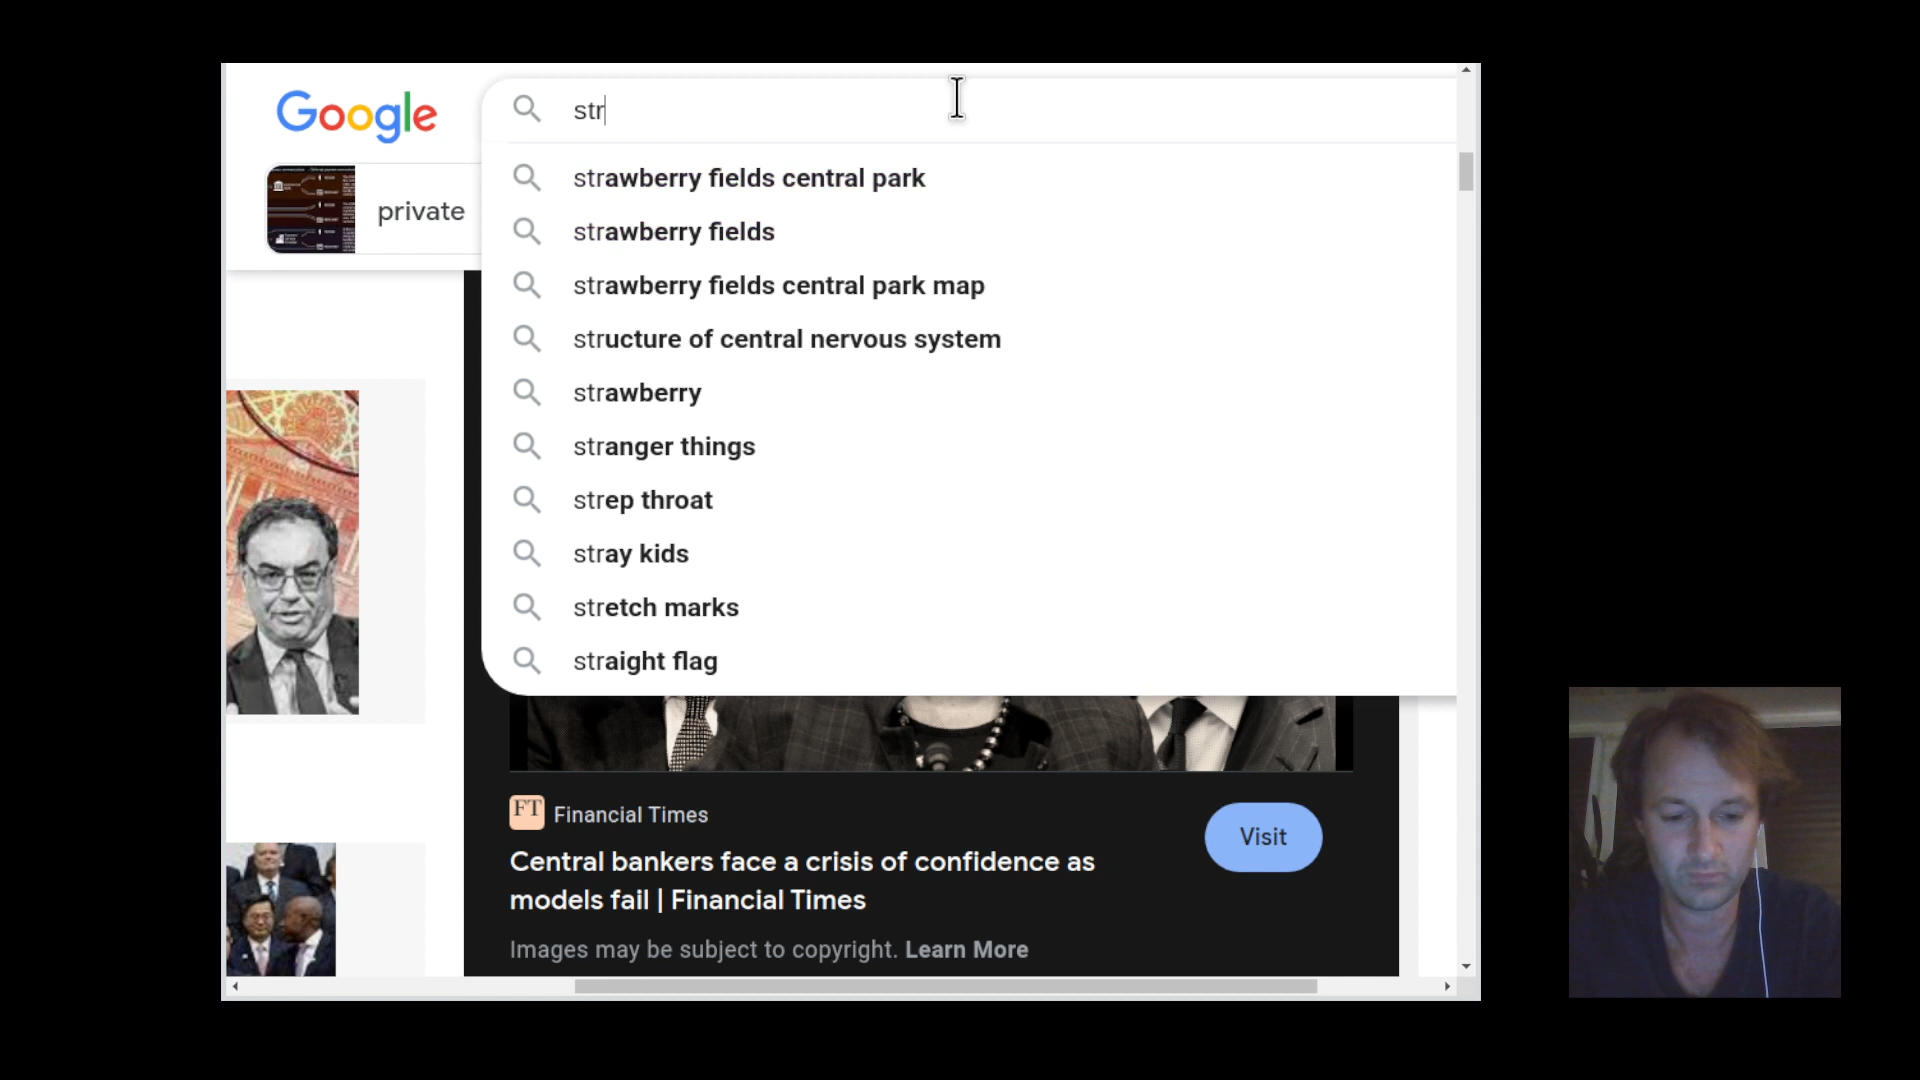 Google
str
private
strawberry fields central park
strawberry fields
strawberry fields central park map
structure of central nervous system
strawberry
stranger things
strep throat
stray kids
stretch marks
straight flag
FT Financial Times
Visit
Central bankers face a crisis of confidence as
models fail | Financial Times
Images may be subject to copyright. Learn More